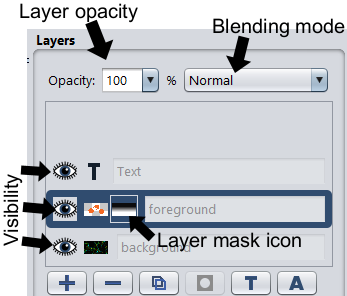 Layer opacity
Blending mode
Layers
Opacity: 100 % Normal
Visibility
T Text
foreground
background
Layer mask icon
T A